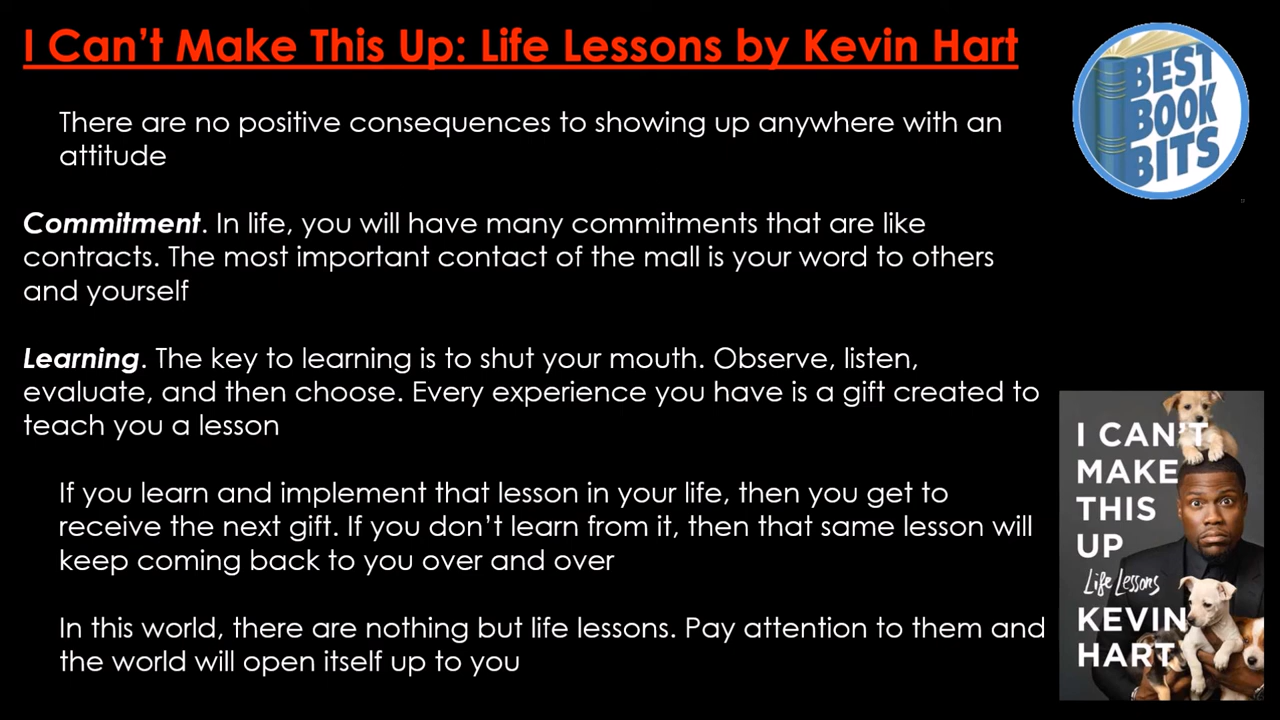 I Can't Make This Up: Life Lessons by Kevin Hart
BEST
BOOK
BITS
There are no positive consequences to showing up anywhere with an
attitude
Commitment. In life, you will have many commitments that are like
contracts. The most important contact of the mall is your word to others
and yourself
Learning. The key to learning is to shut your mouth. Observe, listen,
evaluate, and then choose. Every experience you have is a gift created to
teach you a lesson
If you learn and implement that lesson in your life, then you get to
receive the next gift. If you don't learn from it, then that same lesson will
keep coming back to you over and over
In this world, there are nothing but life lessons. Pay attention to them and
the world will open itself up to you
I CAN'T
MAKE
THIS
UP
Life Lessons
KEVIN
HART